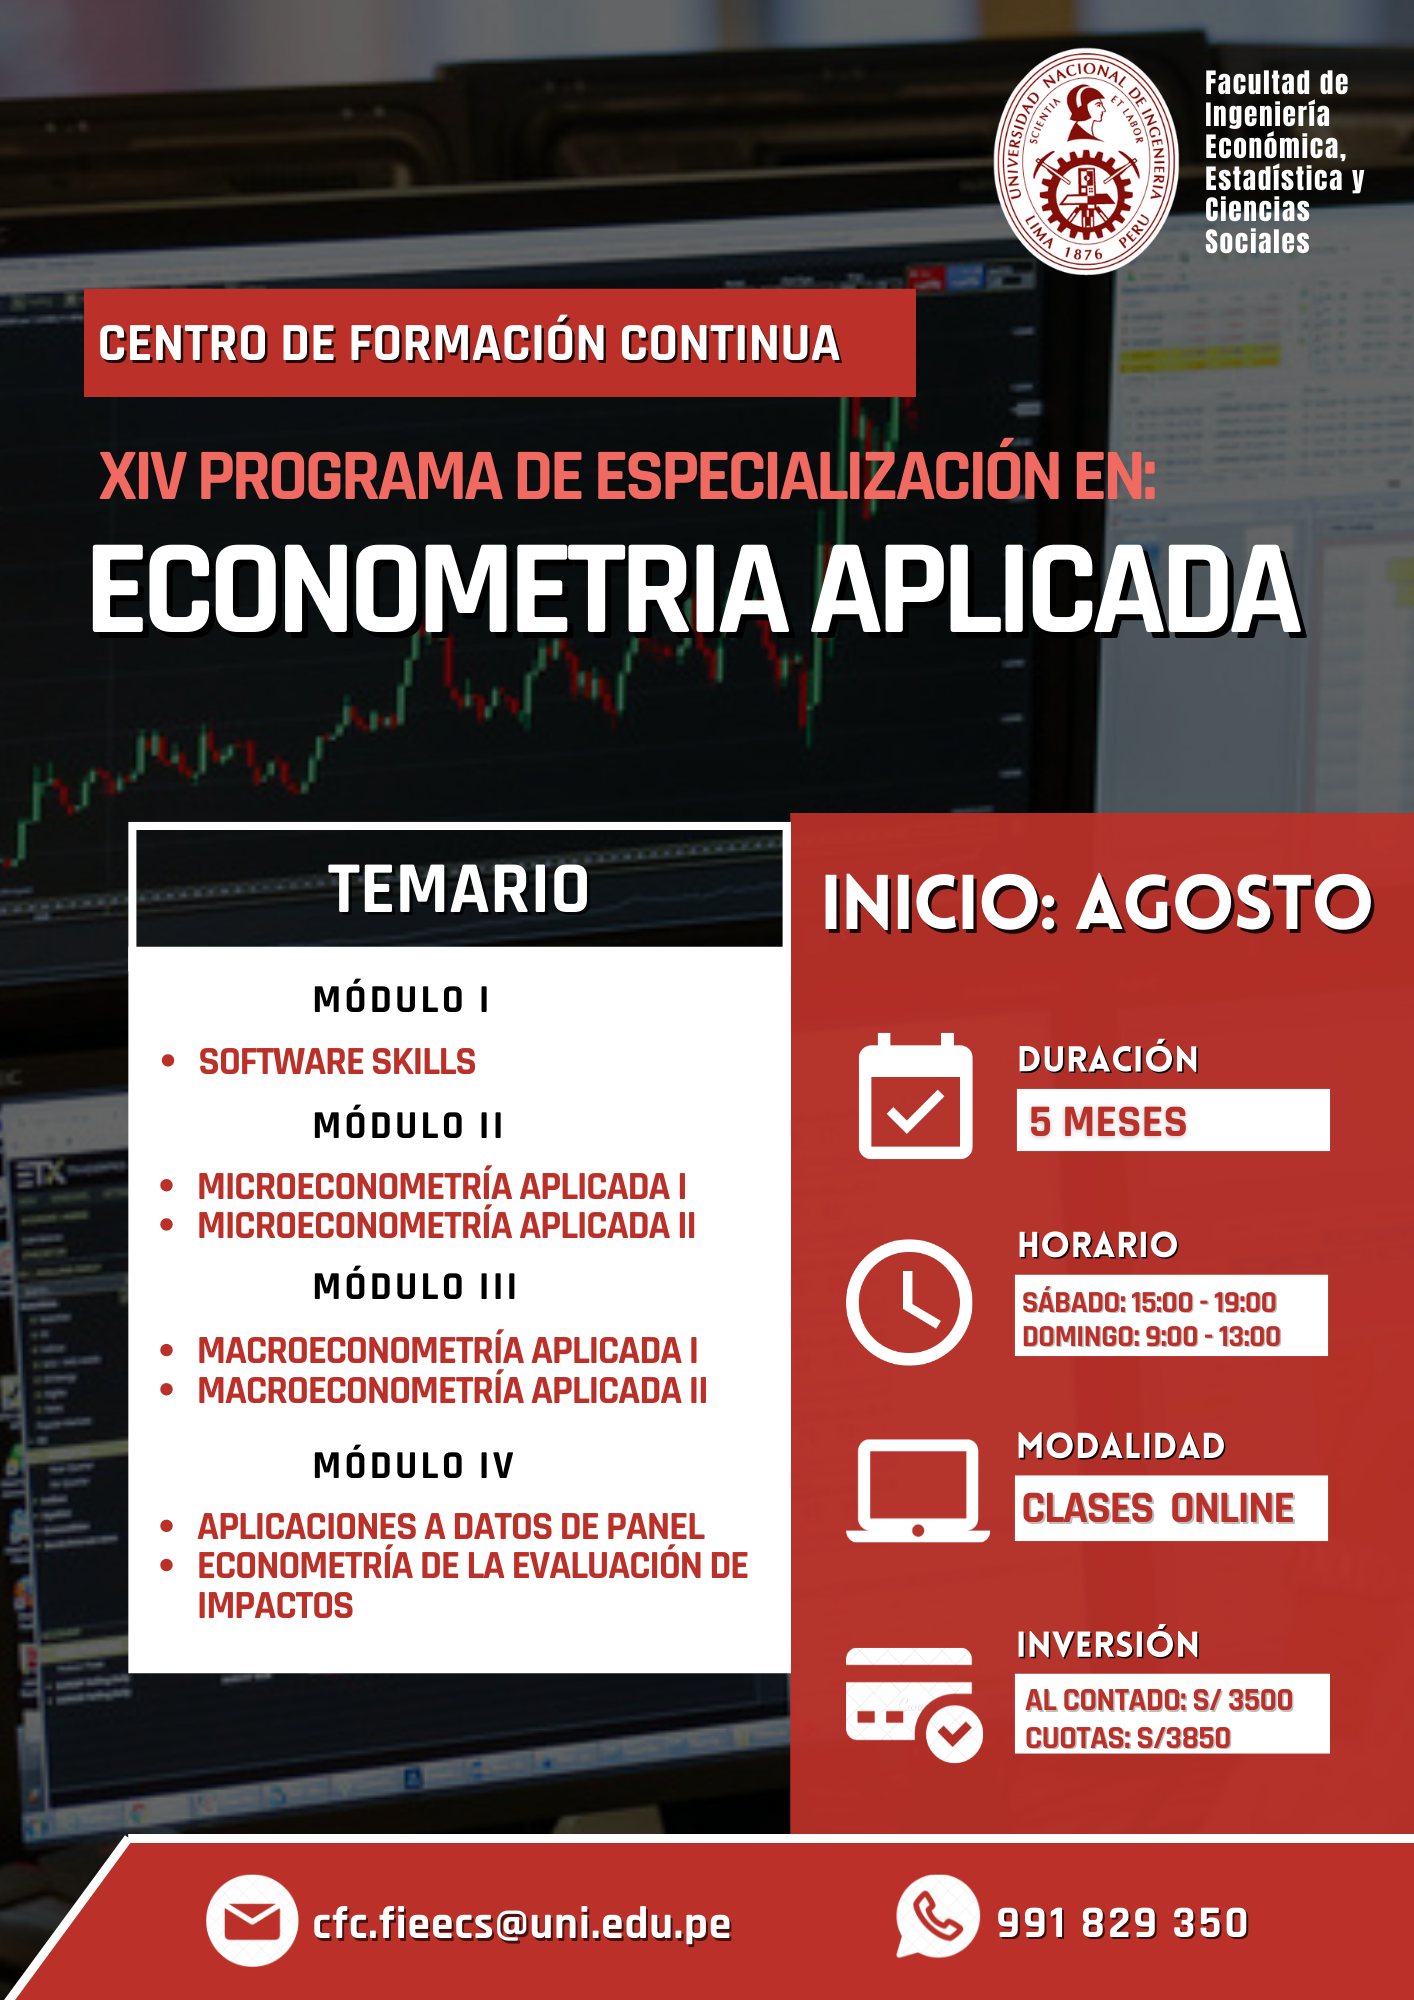 UNIVERSIDAD NACIONAL DE INGENIERIA
SCIENTIA ET LABOR
LIMA 1876 PERU
Facultad de
Ingeniería
Económica,
Estadística y
Ciencias
Sociales
CENTRO DE FORMACIÓN CONTINUA
XIV PROGRAMA DE ESPECIALIZACIÓN EN:
ECONOMETRIA APLICADA
TEMARIO
MÓDULO I
• SOFTWARE SKILLS
MÓDULO II
• MICROECONOMETRÍA APLICADA I
• MICROECONOMETRÍA APLICADA II
MÓDULO III
• MACROECONOMETRÍA APLICADA I
• MACROECONOMETRÍA APLICADA II
MÓDULO IV
• APLICACIONES A DATOS DE PANEL
• ECONOMETRÍA DE LA EVALUACIÓN DE
IMPACTOS
INICIO: AGOSTO
DURACIÓN
5 MESES
HORARIO
SÁBADO: 15:00 - 19:00
DOMINGO: 9:00 - 13:00
MODALIDAD
CLASES ONLINE
INVERSIÓN
AL CONTADO: S/ 3500
CUOTAS: S/3850
cfc.fieecs@uni.edu.pe
991 829 350